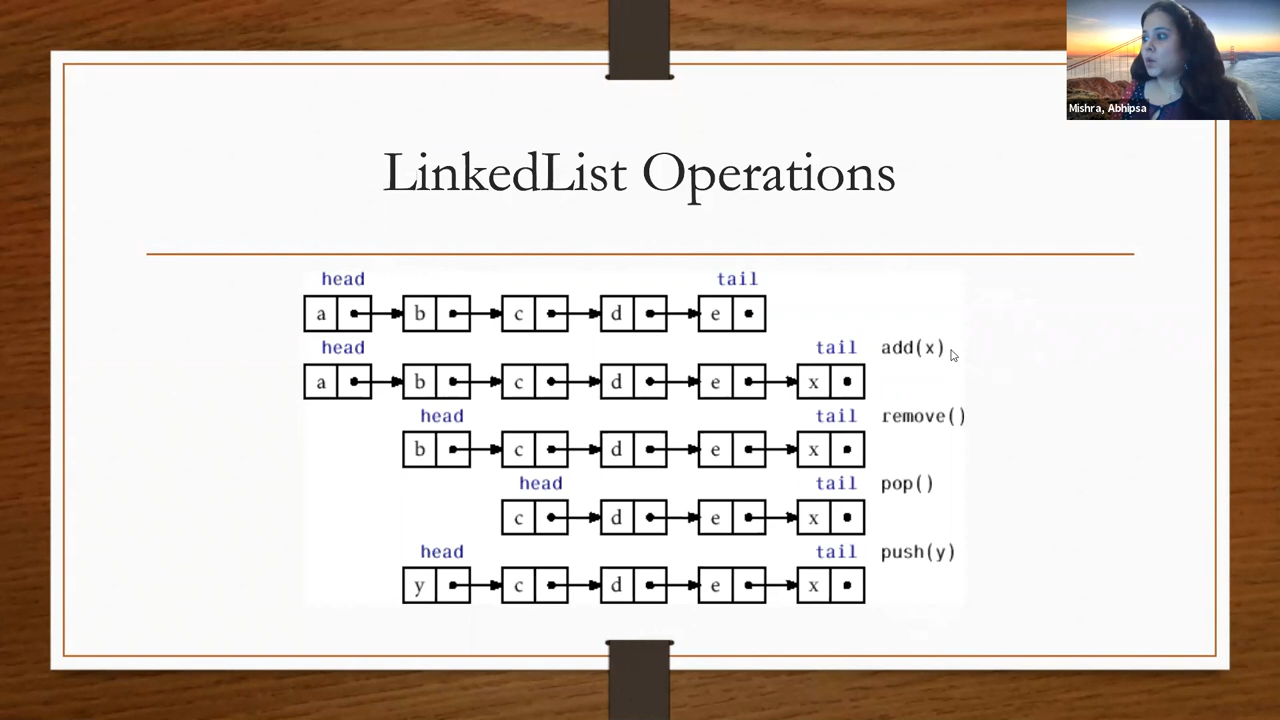 Mishra, Abhipsa
LinkedList Operations
head tail
a b c d e
head tail add(x)
a b c d e x
head tail remove()
b c d e x
head tail pop()
c d e x
head tail push(y)
y c d e x